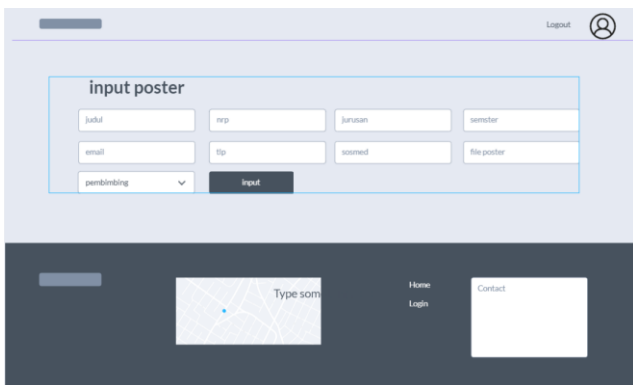 Logout
input poster
judul
nrp
jurusan
semster
email
tlp
sosmed
file poster
pembimbing
input
Type som
Home
Login
Contact